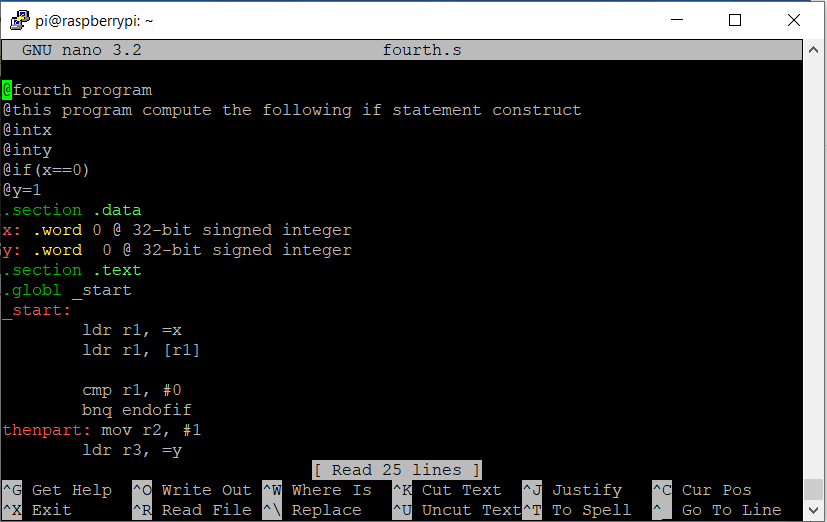 pi@raspberrypi: ~
GNU nano 3.2 fourth.s
@fourth program
@this program compute the following if statement construct
@intx
@inty
@if(x==0)
@y=1
.section .data
x: .word 0 @ 32-bit singned integer
y: .word  0 @ 32-bit signed integer
.section .text
.globl _start
_start:
ldr r1, =x
ldr r1, [r1]
cmp r1, #0
bnq endofif
thenpart: mov r2, #1
ldr r3, =y
[ Read 25 lines ]
^G Get Help ^O Write Out ^W Where Is ^K Cut Text ^J Justify ^C Cur Pos
^X Exit ^R Read File ^\ Replace ^U Uncut Text ^T To Spell ^_ Go To Line